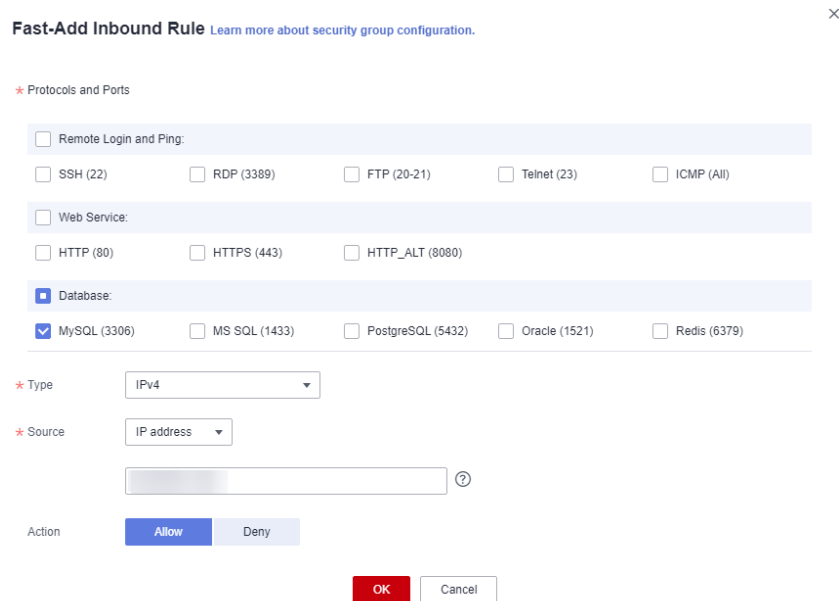 Fast-Add Inbound Rule Learn more about security group configuration.
* Protocols and Ports
Remote Login and Ping:
SSH (22) RDP (3389) FTP (20-21) Telnet (23) ICMP (All)
Web Service:
HTTP (80) HTTPS (443) HTTP_ALT (8080)
Database:
MySQL (3306) MS SQL (1433) PostgreSQL (5432) Oracle (1521) Redis (6379)
* Type IPv4
* Source IP address
?
Action Allow Deny
OK Cancel